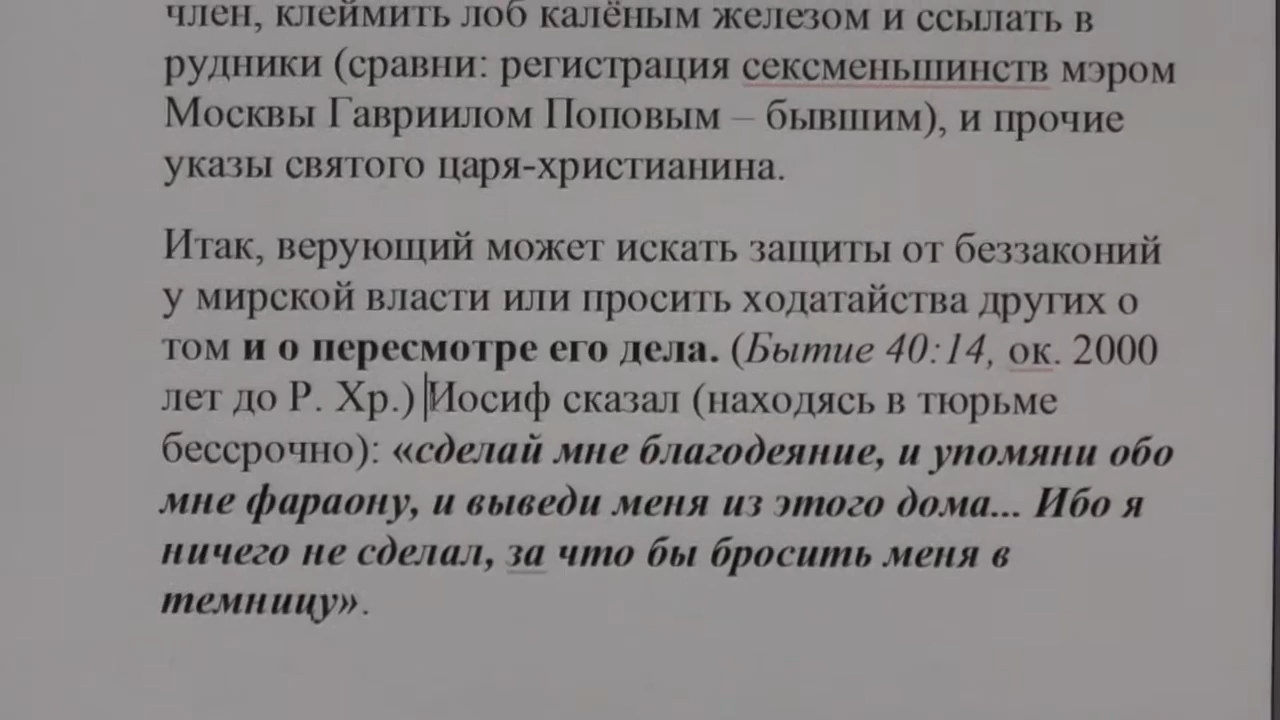 член, клеймить лоб калёным железом и ссылать в
рудники (сравни: регистрация сексменьшинств мэром
Москвы Гавриилом Поповым – бывшим), и прочие
указы святого царя-христианина.
Итак, верующий может искать защиты от беззаконий
у мирской власти или просить ходатайства других о
том и о пересмотре его дела. (Бытие 40:14, ок. 2000
лет до Р. Хр.) Иосиф сказал (находясь в тюрьме
бессрочно): «сделай мне благодеяние, и упомяни обо
мне фараону, и выведи меня из этого дома... Ибо я
ничего не сделал, за что бы бросить меня в
темницу».